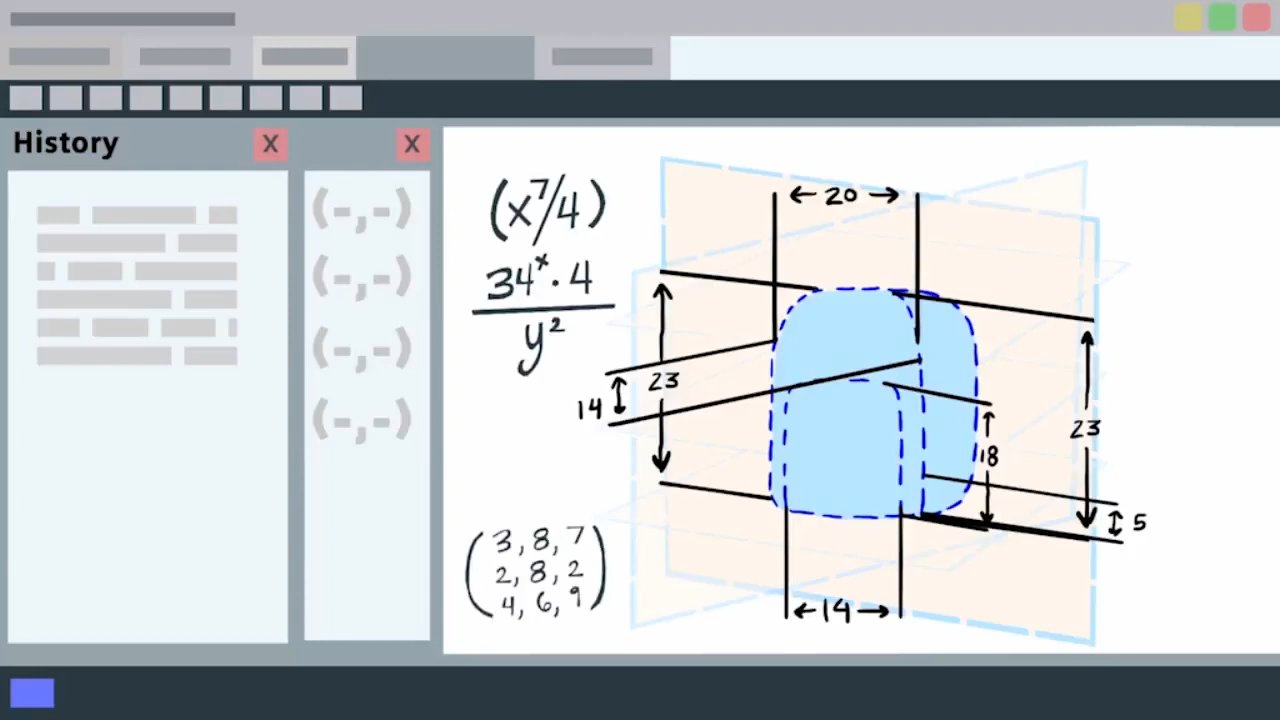 History
X
X
(-,-)
(-,-)
(-,-)
(-,-)
(x⁷/4)
34ˣ · 4
y²
3, 8, 7
2, 8, 2
4, 6, 9
20
23
14
18
23
5
14